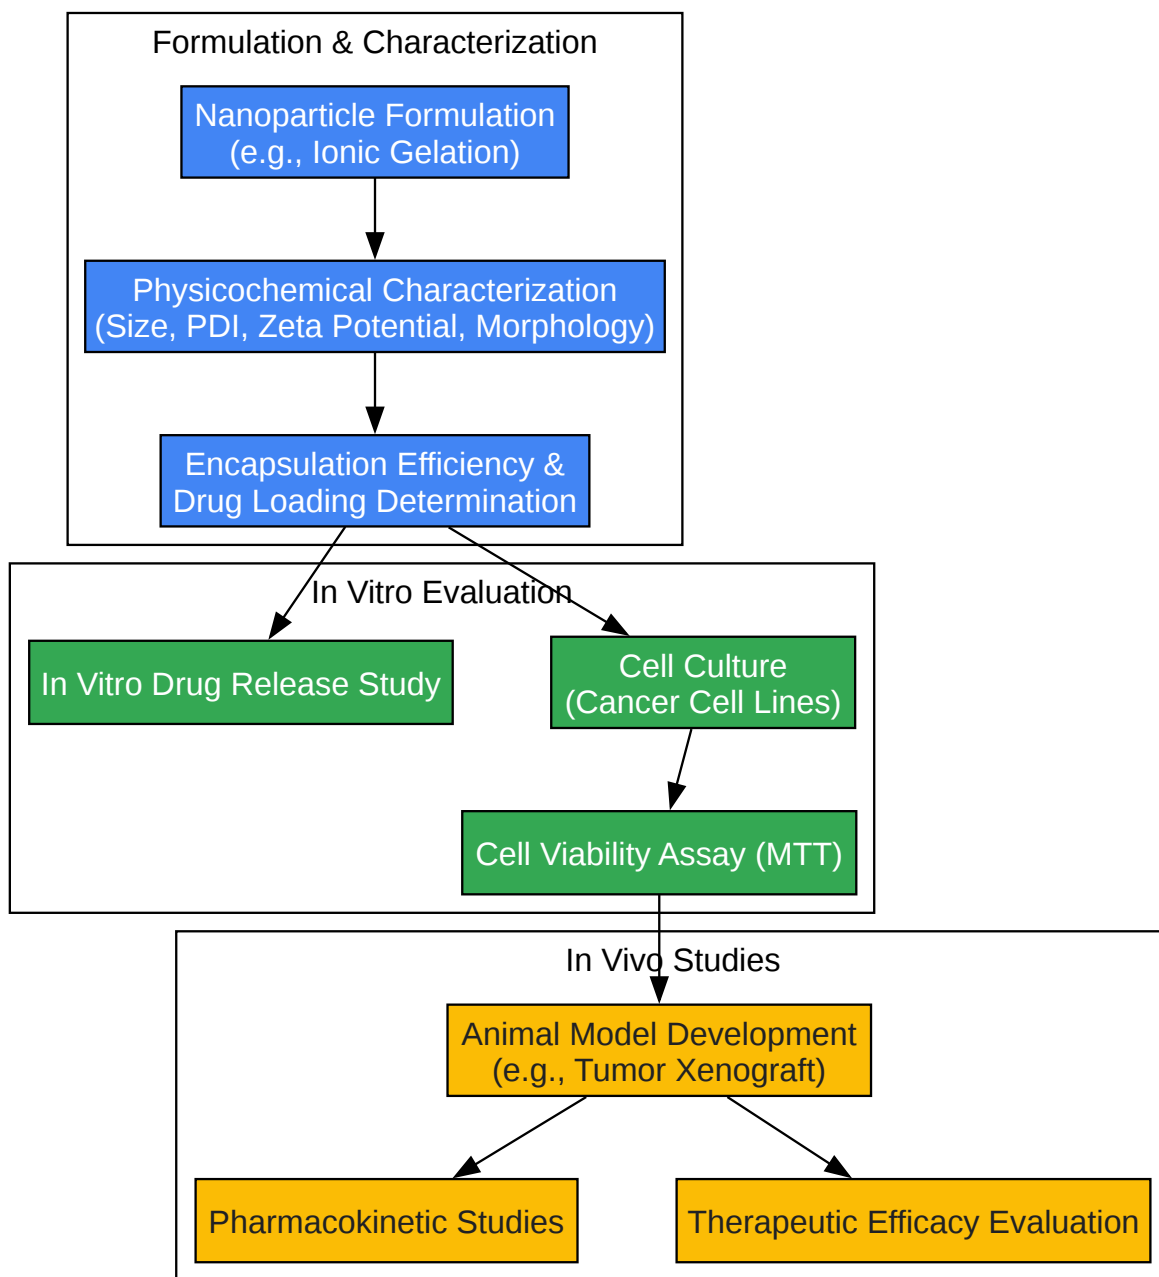 Formulation & Characterization
Nanoparticle Formulation
(e.g., Ionic Gelation)
Physicochemical Characterization
(Size, PDI, Zeta Potential, Morphology)
Encapsulation Efficiency &
Drug Loading Determination
In Vitro Evaluation
In Vitro Drug Release Study
Cell Culture
(Cancer Cell Lines)
Cell Viability Assay (MTT)
In Vivo Studies
Animal Model Development
(e.g., Tumor Xenograft)
Pharmacokinetic Studies
Therapeutic Efficacy Evaluation